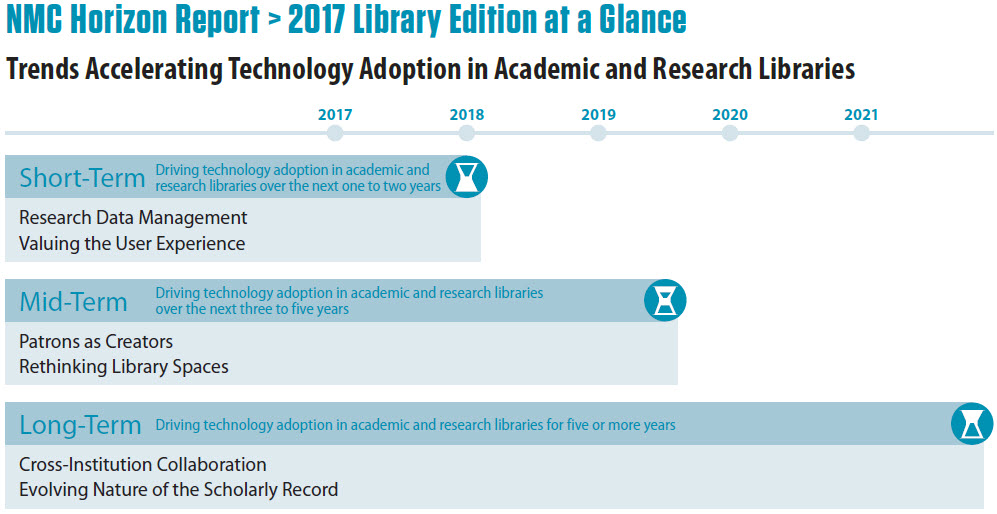 NMC Horizon Report > 2017 Library Edition at a Glance
Trends Accelerating Technology Adoption in Academic and Research Libraries
2017 2018 2019 2020 2021
Short-Term
Driving technology adoption in academic and
research libraries over the next one to two years
Research Data Management
Valuing the User Experience
Mid-Term
Driving technology adoption in academic and research libraries
over the next three to five years
Patrons as Creators
Rethinking Library Spaces
Long-Term Driving technology adoption in academic and research libraries for five or more years
Cross-Institution Collaboration
Evolving Nature of the Scholarly Record